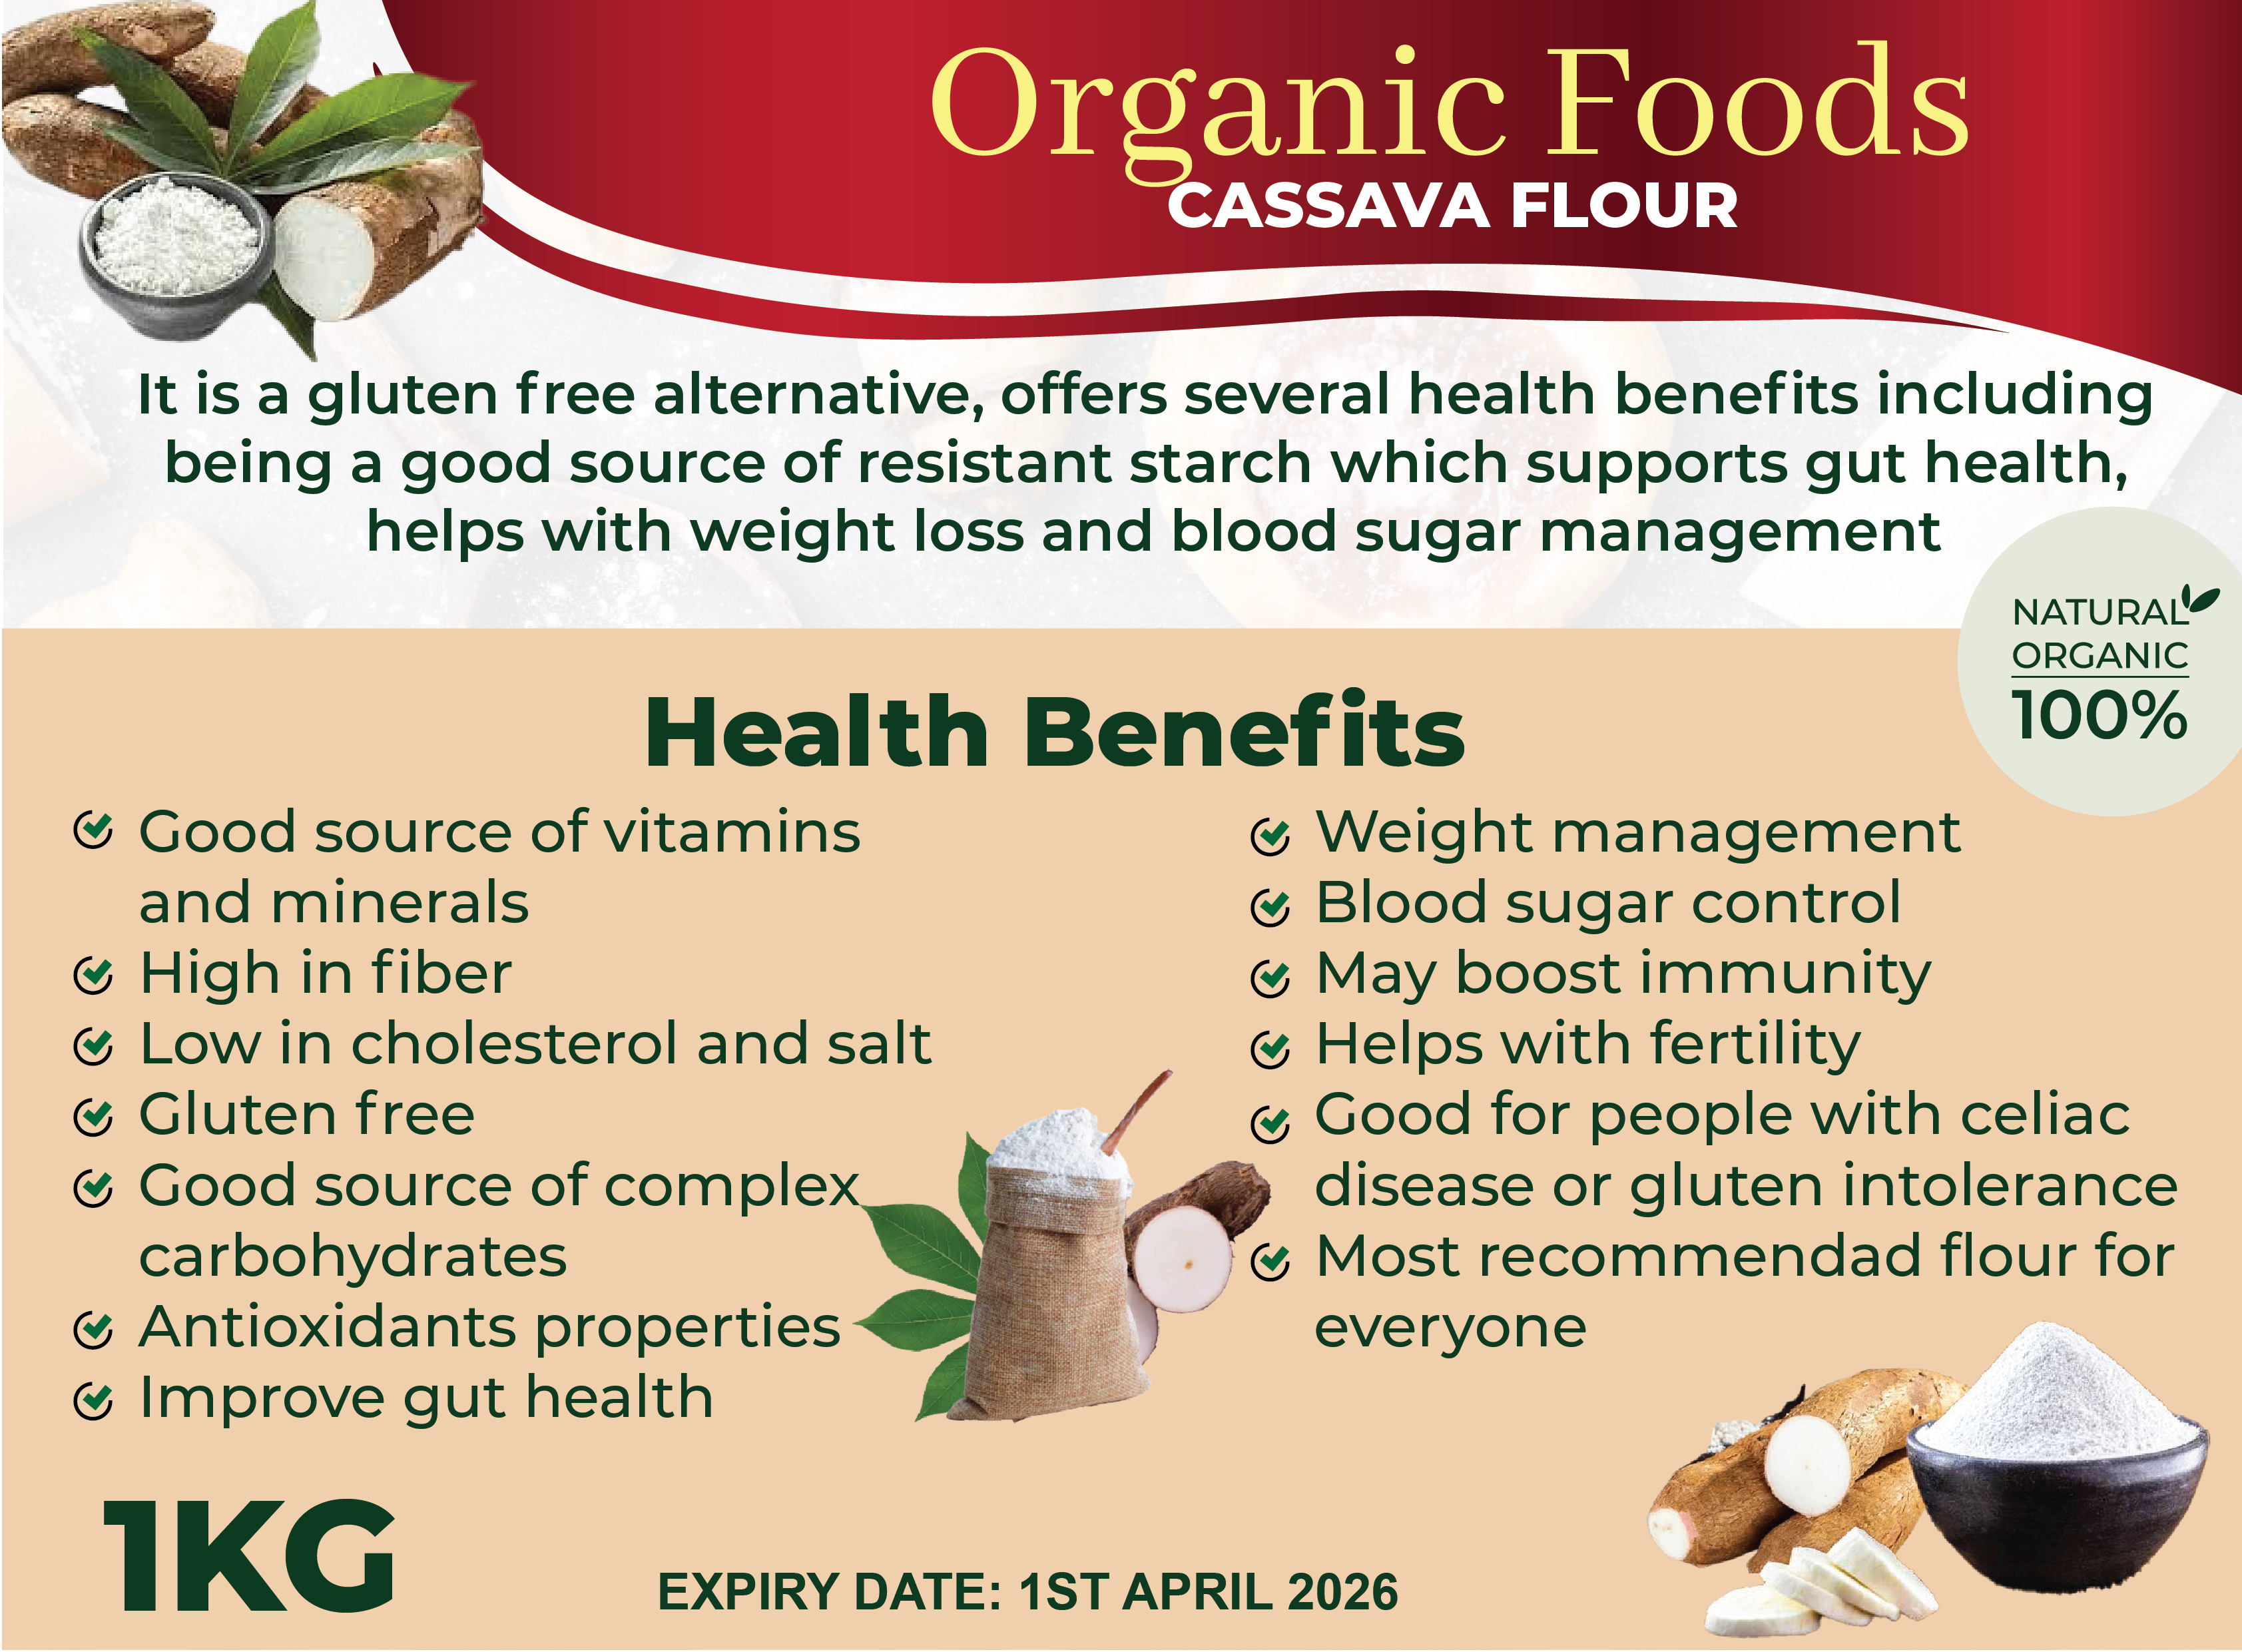 Organic Foods
CASSAVA FLOUR
It is a gluten free alternative, offers several health benefits including
being a good source of resistant starch which supports gut health,
helps with weight loss and blood sugar management
NATURAL
ORGANIC
100%
Health Benefits
Good source of vitamins
and minerals
High in fiber
Low in cholesterol and salt
Gluten free
Good source of complex
carbohydrates
Antioxidants properties
Improve gut health
Weight management
Blood sugar control
May boost immunity
Helps with fertility
Good for people with celiac
disease or gluten intolerance
Most recommendad flour for
everyone
1KG
EXPIRY DATE: 1ST APRIL 2026